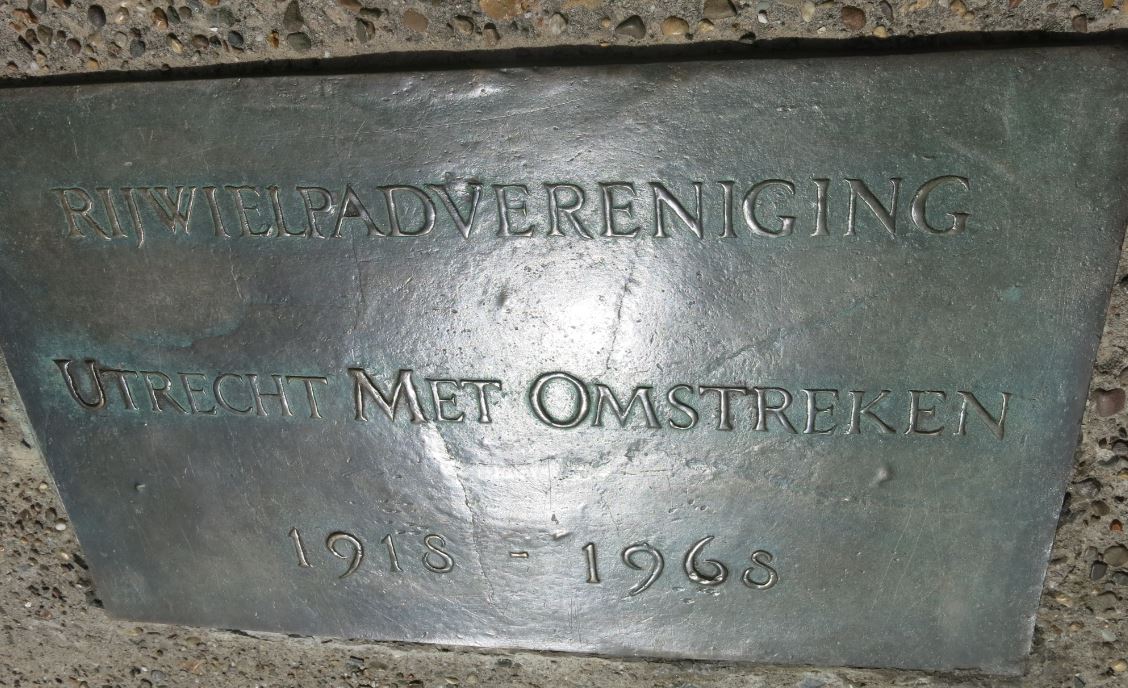 RIJWIELPADVERENIGING
UTRECHT MET OMSTREKEN
1918 - 1968